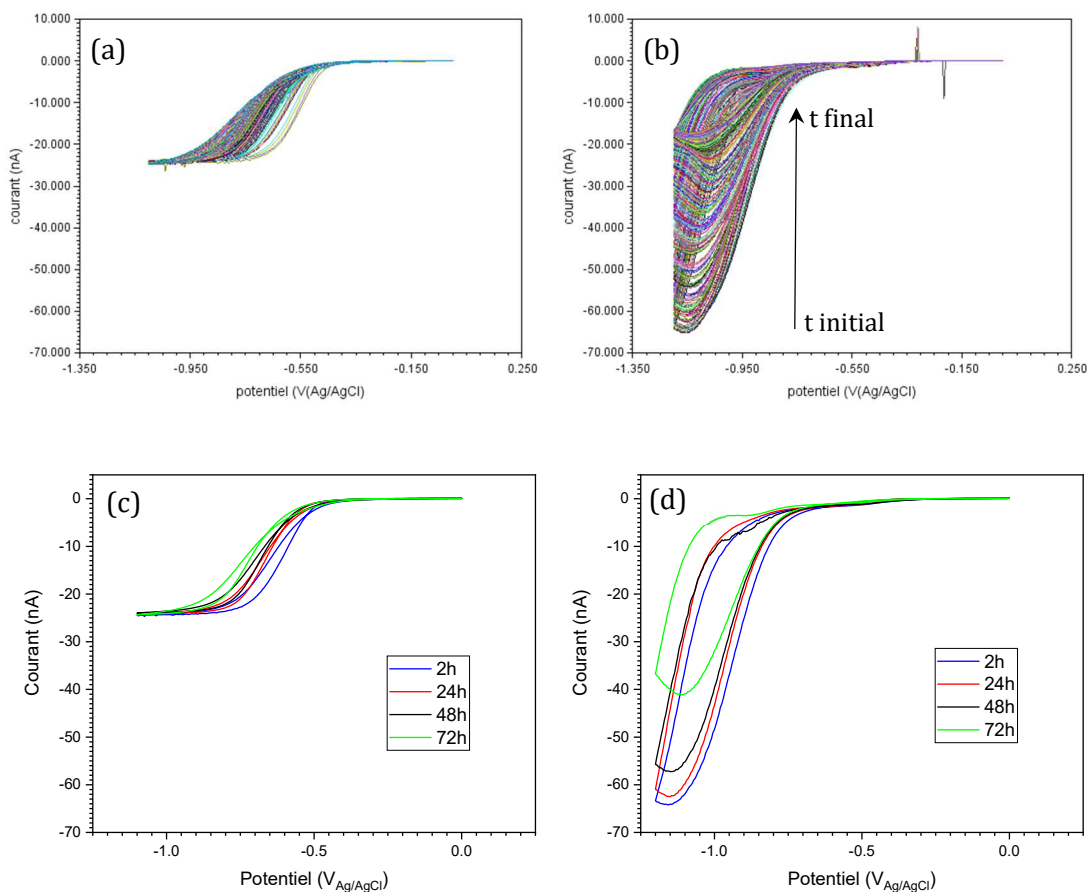 (a)
10.000
0.000
-10.000
-20.000
-30.000
-40.000
-50.000
-60.000
-70.000
courant (nA)
-1.350
-0.950
-0.550
-0.150
0.250
potentiel (V(Ag/AgCl)
(b)
10.000
0.000
-10.000
-20.000
-30.000
-40.000
-50.000
-60.000
-70.000
courant (nA)
t final
t initial
-1.350
-0.950
-0.550
-0.150
0.250
potentiel (V(Ag/AgCl)
(c)
0
-10
-20
-30
-40
-50
-60
-70
Courant (nA)
2h
24h
48h
72h
-1.0
-0.5
0.0
Potentiel (VAg/AgCl)
(d)
0
-10
-20
-30
-40
-50
-60
-70
Courant (nA)
2h
24h
48h
72h
-1.0
-0.5
0.0
Potentiel (VAg/AgCl)